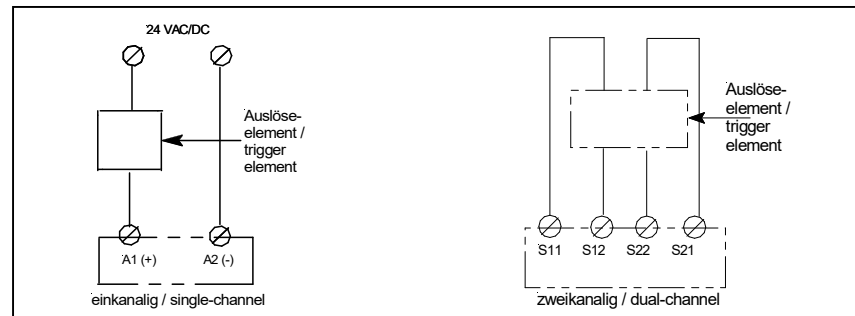 24 VAC/DC
Auslöse-
element /
trigger
element
A1 (+)
A2 (-)
einkanalig / single-channel
Auslöse-
element /
trigger
element
S11
S12
S22
S21
zweikanalig / dual-channel